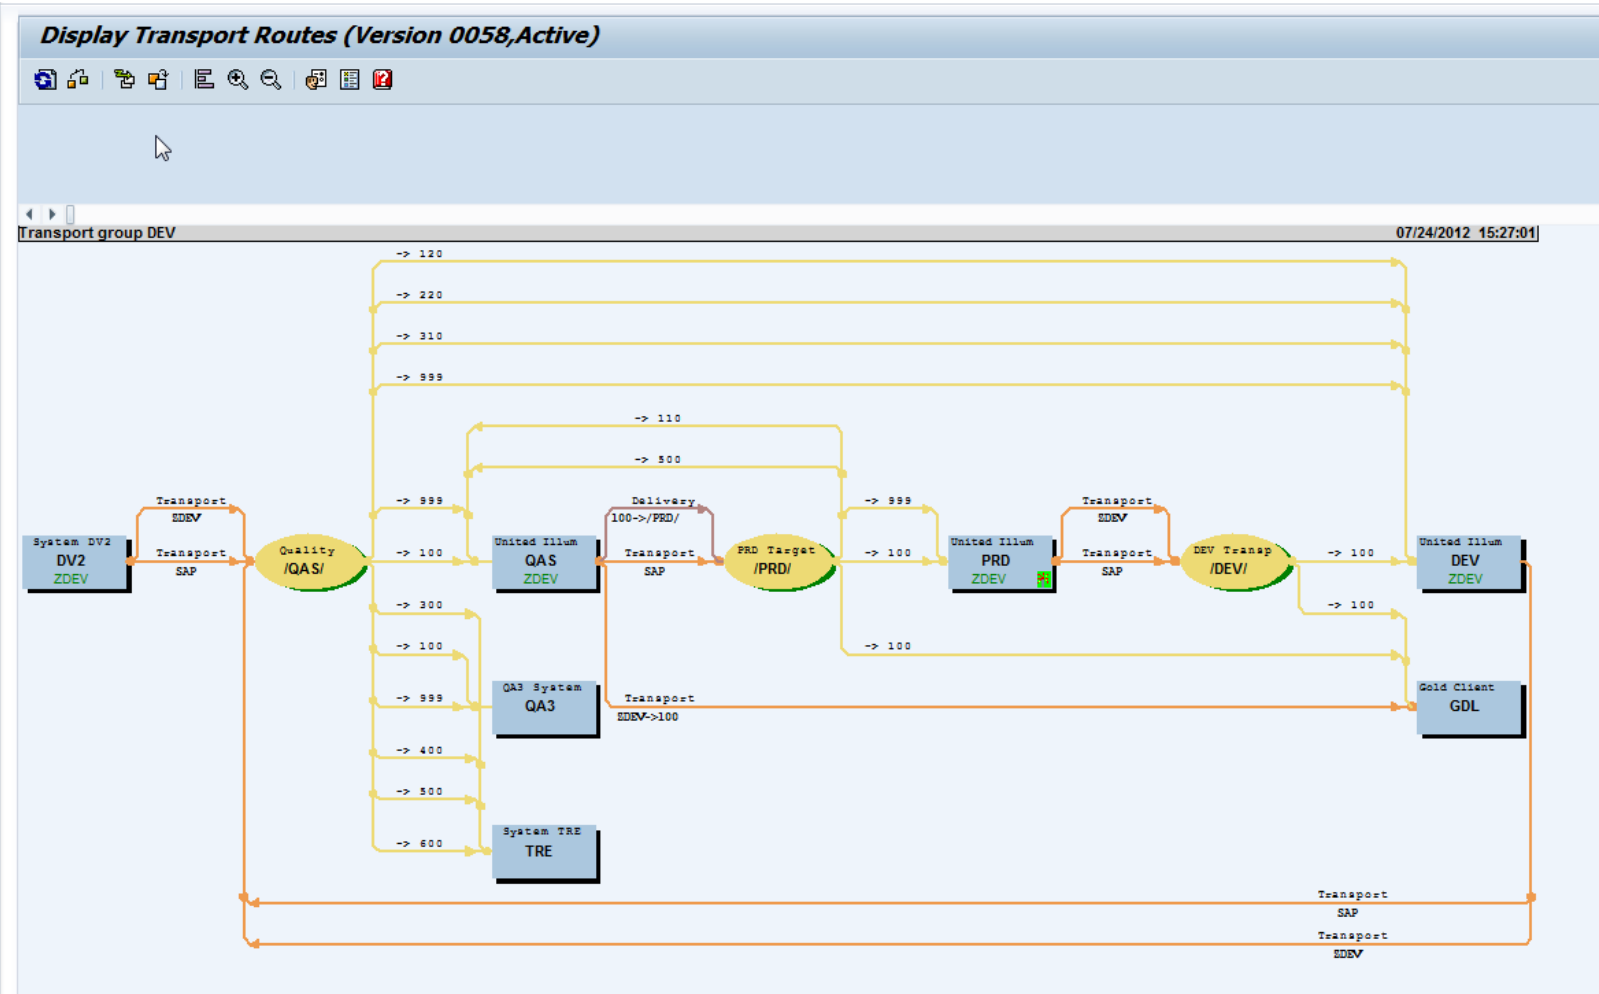 Display Transport Routes (Version 0058,Active)
Transport group DEV
07/24/2012 15:27:01
-> 120
-> 220
-> 310
-> 999
-> 110
-> 500
Transport
ZDEV
-> 999
Delivery
100->/PRD/
-> 999
Transport
ZDEV
System DV2
DV2
ZDEV
Transport
SAP
Quality
/QAS/
-> 100
United Illum
QAS
ZDEV
Transport
SAP
PRD Target
/PRD/
-> 100
United Illum
PRD
ZDEV
Transport
SAP
DEV Transp
/DEV/
-> 100
United Illum
DEV
ZDEV
-> 300
-> 100
-> 100
-> 100
-> 999
QA3 System
QA3
Transport
ZDEV->100
Gold Client
GDL
-> 400
-> 500
-> 600
System TRE
TRE
Transport
SAP
Transport
ZDEV